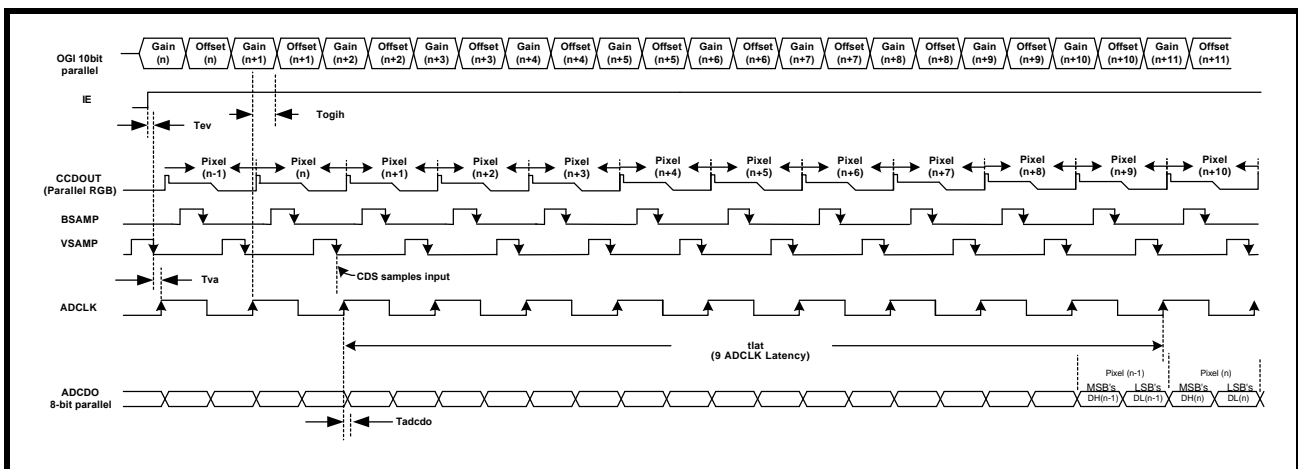 OGI 10bit parallel
Gain (n) Offset (n) Gain (n+1) Offset (n+1) Gain (n+2) Offset (n+2) Gain (n+3) Offset (n+3) Gain (n+4) Offset (n+4) Gain (n+5) Offset (n+5) Gain (n+6) Offset (n+6) Gain (n+7) Offset (n+7) Gain (n+8) Offset (n+8) Gain (n+9) Offset (n+9) Gain (n+10) Offset (n+10) Gain (n+11) Offset (n+11)
IE
Tev
Togih
CCDOUT (Parallel RGB)
Pixel (n-1) Pixel (n) Pixel (n+1) Pixel (n+2) Pixel (n+3) Pixel (n+4) Pixel (n+5) Pixel (n+6) Pixel (n+7) Pixel (n+8) Pixel (n+9) Pixel (n+10)
BSAMP
VSAMP
Tva
CDS samples input
ADCLK
tlat
(9 ADCLK Latency)
Pixel (n-1) Pixel (n)
ADCDO 8-bit parallel
MSB's DH(n-1) LSB's DL(n-1) MSB's DH(n) LSB's DL(n)
Tadcdo